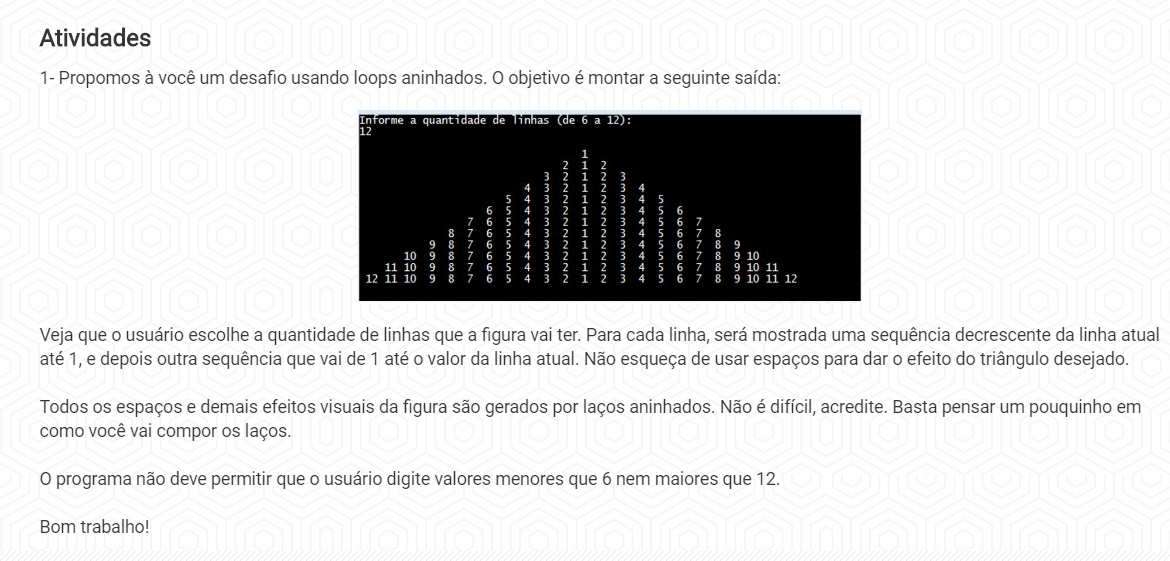 Atividades
1- Propomos à você um desafio usando loops aninhados. O objetivo é montar a seguinte saída:
Informe a quantidade de linhas (de 6 a 12):
12
1
2 1 2
3 2 1 2 3
4 3 2 1 2 3 4
5 4 3 2 1 2 3 4 5
6 5 4 3 2 1 2 3 4 5 6
7 6 5 4 3 2 1 2 3 4 5 6 7
8 7 6 5 4 3 2 1 2 3 4 5 6 7 8
9 8 7 6 5 4 3 2 1 2 3 4 5 6 7 8 9
10 9 8 7 6 5 4 3 2 1 2 3 4 5 6 7 8 9 10
11 10 9 8 7 6 5 4 3 2 1 2 3 4 5 6 7 8 9 10 11
12 11 10 9 8 7 6 5 4 3 2 1 2 3 4 5 6 7 8 9 10 11 12
Veja que o usuário escolhe a quantidade de linhas que a figura vai ter. Para cada linha, será mostrada uma sequência decrescente da linha atual
até 1, e depois outra sequência que vai de 1 até o valor da linha atual. Não esqueça de usar espaços para dar o efeito do triângulo desejado.
Todos os espaços e demais efeitos visuais da figura são gerados por laços aninhados. Não é difícil, acredite. Basta pensar um pouquinho em
como você vai compor os laços.
O programa não deve permitir que o usuário digite valores menores que 6 nem maiores que 12.
Bom trabalho!